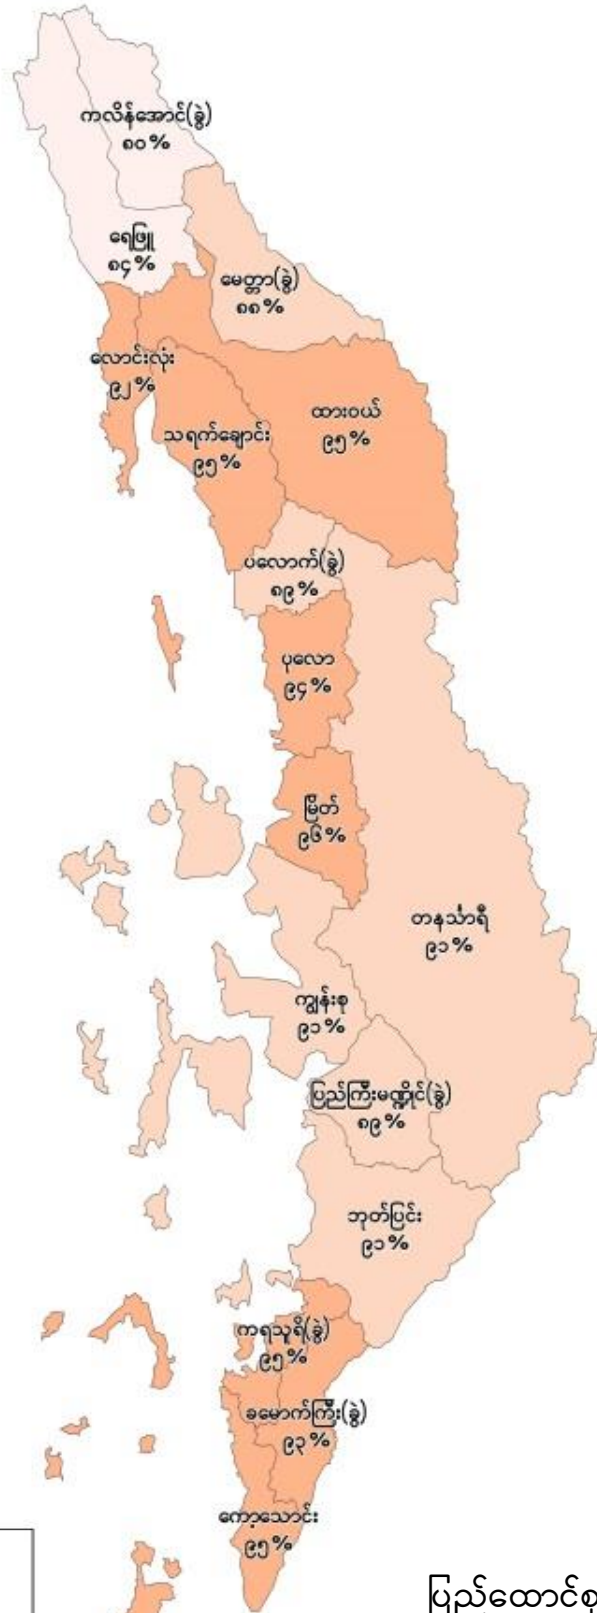 ကလိန်အောင်(ခွဲ)
၈၀%
ရေဖြူ
၈၄%
မေတ္တာ(ခွဲ)
၈၈%
လောင်းလုံး
၉၂%
ထားဝယ်
၉၅%
သရက်ချောင်း
၉၅%
ပလောက်(ခွဲ)
၈၉%
ပုလော
၉၄%
မြိတ်
၉၆%
တနင်္သာရီ
၉၁%
ကျွန်းစု
၉၁%
ပြည်ကြီးမဏ္ဍိုင်(ခွဲ)
၈၉%
ဘုတ်ပြင်း
၉၁%
ကရသူရိ(ခွဲ)
၉၅%
ခမောက်ကြီး(ခွဲ)
၉၃%
ကော့သောင်း
၉၅%
ပြည်ထောင်စု